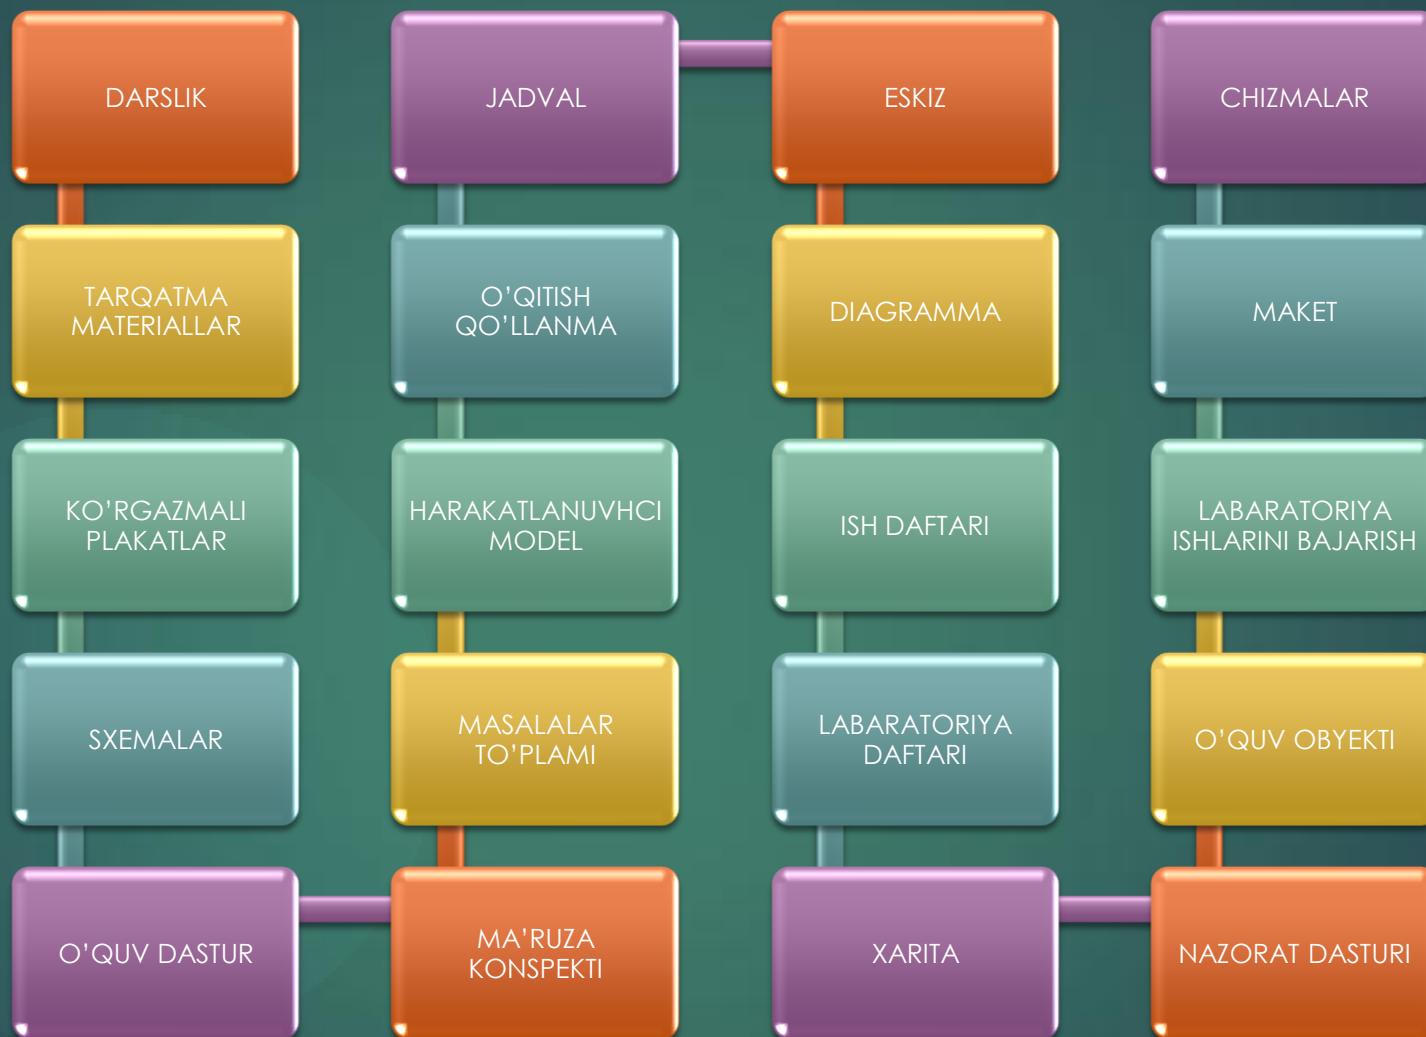 DARSLIK
TARQATMA
MATERIALLAR
KO’RGAZMALI
PLAKATLAR
SXEMALAR
O’QUV DASTUR
MA’RUZA
KONSPEKTI
MASALALAR
TO’PLAMI
HARAKATLANUVHCI
MODEL
O’QITISH
QO’LLANMA
JADVAL
ESKIZ
DIAGRAMMA
ISH DAFTARI
LABARATORIYA
DAFTARI
XARITA
NAZORAT DASTURI
O’QUV OBYEKTI
LABARATORIYA
ISHLARINI BAJARISH
MAKET
CHIZMALAR